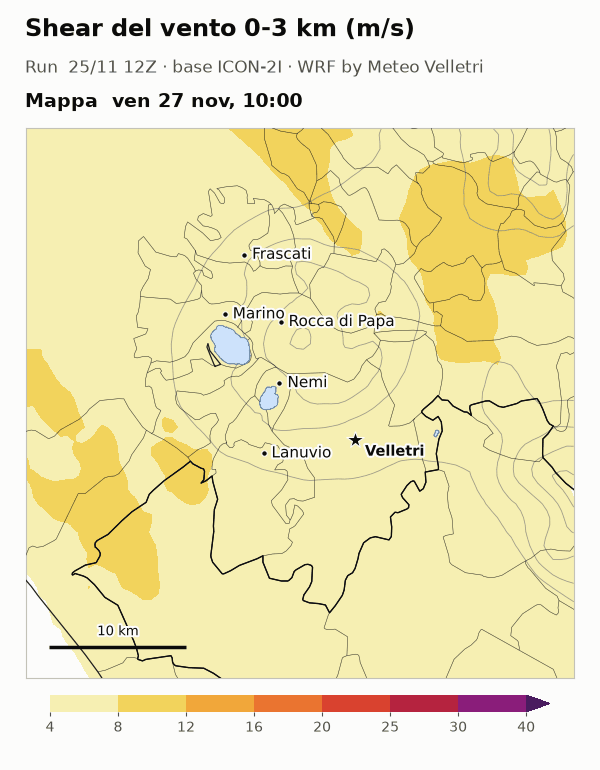 Shear del vento 0-3 km (m/s)
Run 25/11 12Z · base ICON-2I · WRF by Meteo Velletri
Mappa ven 27 nov, 10:00
Frascati
Marino
Rocca di Papa
Nemi
Velletri
Lanuvio
10 km
4 8 12 16 20 25 30 40